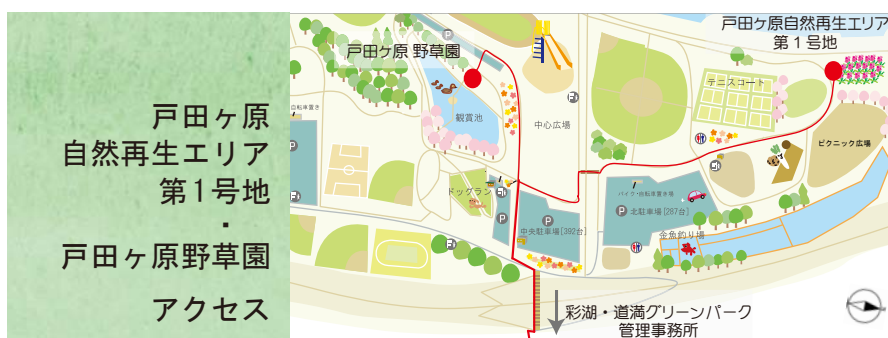 戸田ヶ原
自然再生エリア
第1号地
・
戸田ヶ原野草園
アクセス
戸田ヶ原 野草園
戸田ヶ原自然再生エリア
第1号地
自転車置き
P
観賞池
中心広場
テニスコート
ピクニック広場
P
ドッグラン
バイク・自転車置き場
P
P
中央駐車場[392台]
P 北駐車場[287台]
金魚釣り場
彩湖・道満グリーンパーク
管理事務所